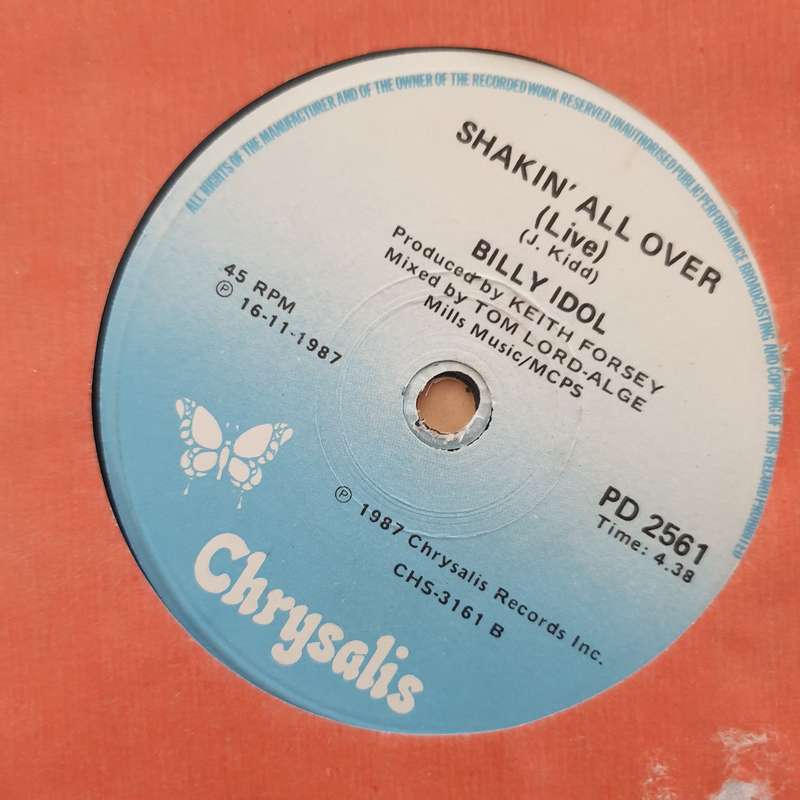 ALL RIGHTS OF THE MANUFACTURER AND OF THE OWNER OF THE RECORDED WORK RESERVED UNAUTHORISED PUBLIC PERFORMANCE BROADCASTING AND COPYING OF THIS RECORD PROHIBITED
SHAKIN' ALL OVER
(Live)
(J. Kidd)
BILLY IDOL
Produced by KEITH FORSEY
Mixed by TOM LORD-ALGE
Mills Music/MCPS
45 RPM
Ⓟ 16-11-1987
PD 2561
Time: 4.38
Ⓟ 1987 Chrysalis Records Inc.
CHS-3161 B
Chrysalis